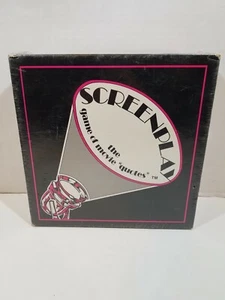 SCREENPLAY
the
game of movie "quotes" ™